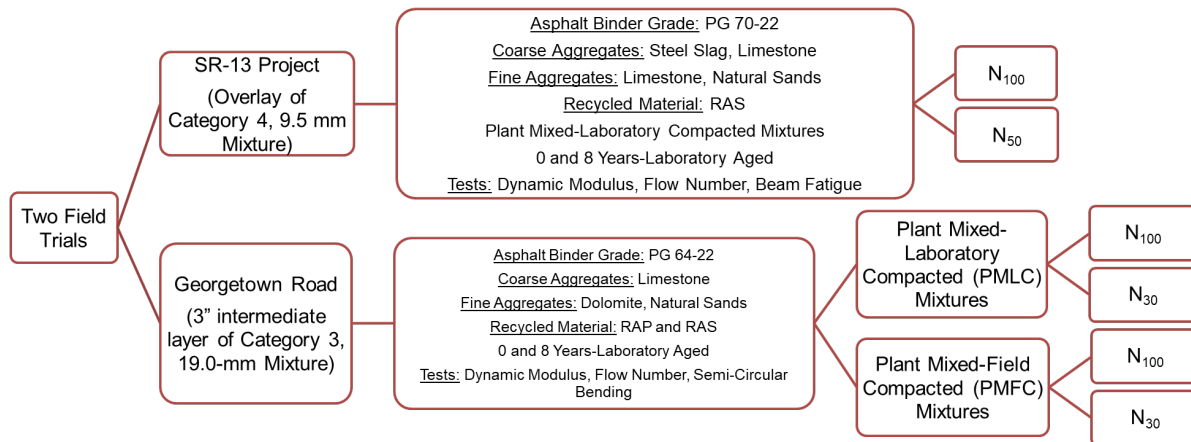 Two Field
Trials
SR-13 Project
(Overlay of
Category 4, 9.5 mm
Mixture)
Asphalt Binder Grade: PG 70-22
Coarse Aggregates: Steel Slag, Limestone
Fine Aggregates: Limestone, Natural Sands
Recycled Material: RAS
Plant Mixed-Laboratory Compacted Mixtures
0 and 8 Years-Laboratory Aged
Tests: Dynamic Modulus, Flow Number, Beam Fatigue
N100
N50
Georgetown Road
(3” intermediate
layer of Category 3,
19.0-mm Mixture)
Asphalt Binder Grade: PG 64-22
Coarse Aggregates: Limestone
Fine Aggregates: Dolomite, Natural Sands
Recycled Material: RAP and RAS
0 and 8 Years-Laboratory Aged
Tests: Dynamic Modulus, Flow Number, Semi-Circular
Bending
Plant Mixed-
Laboratory
Compacted (PMLC)
Mixtures
N100
N30
Plant Mixed-Field
Compacted (PMFC)
Mixtures
N100
N30